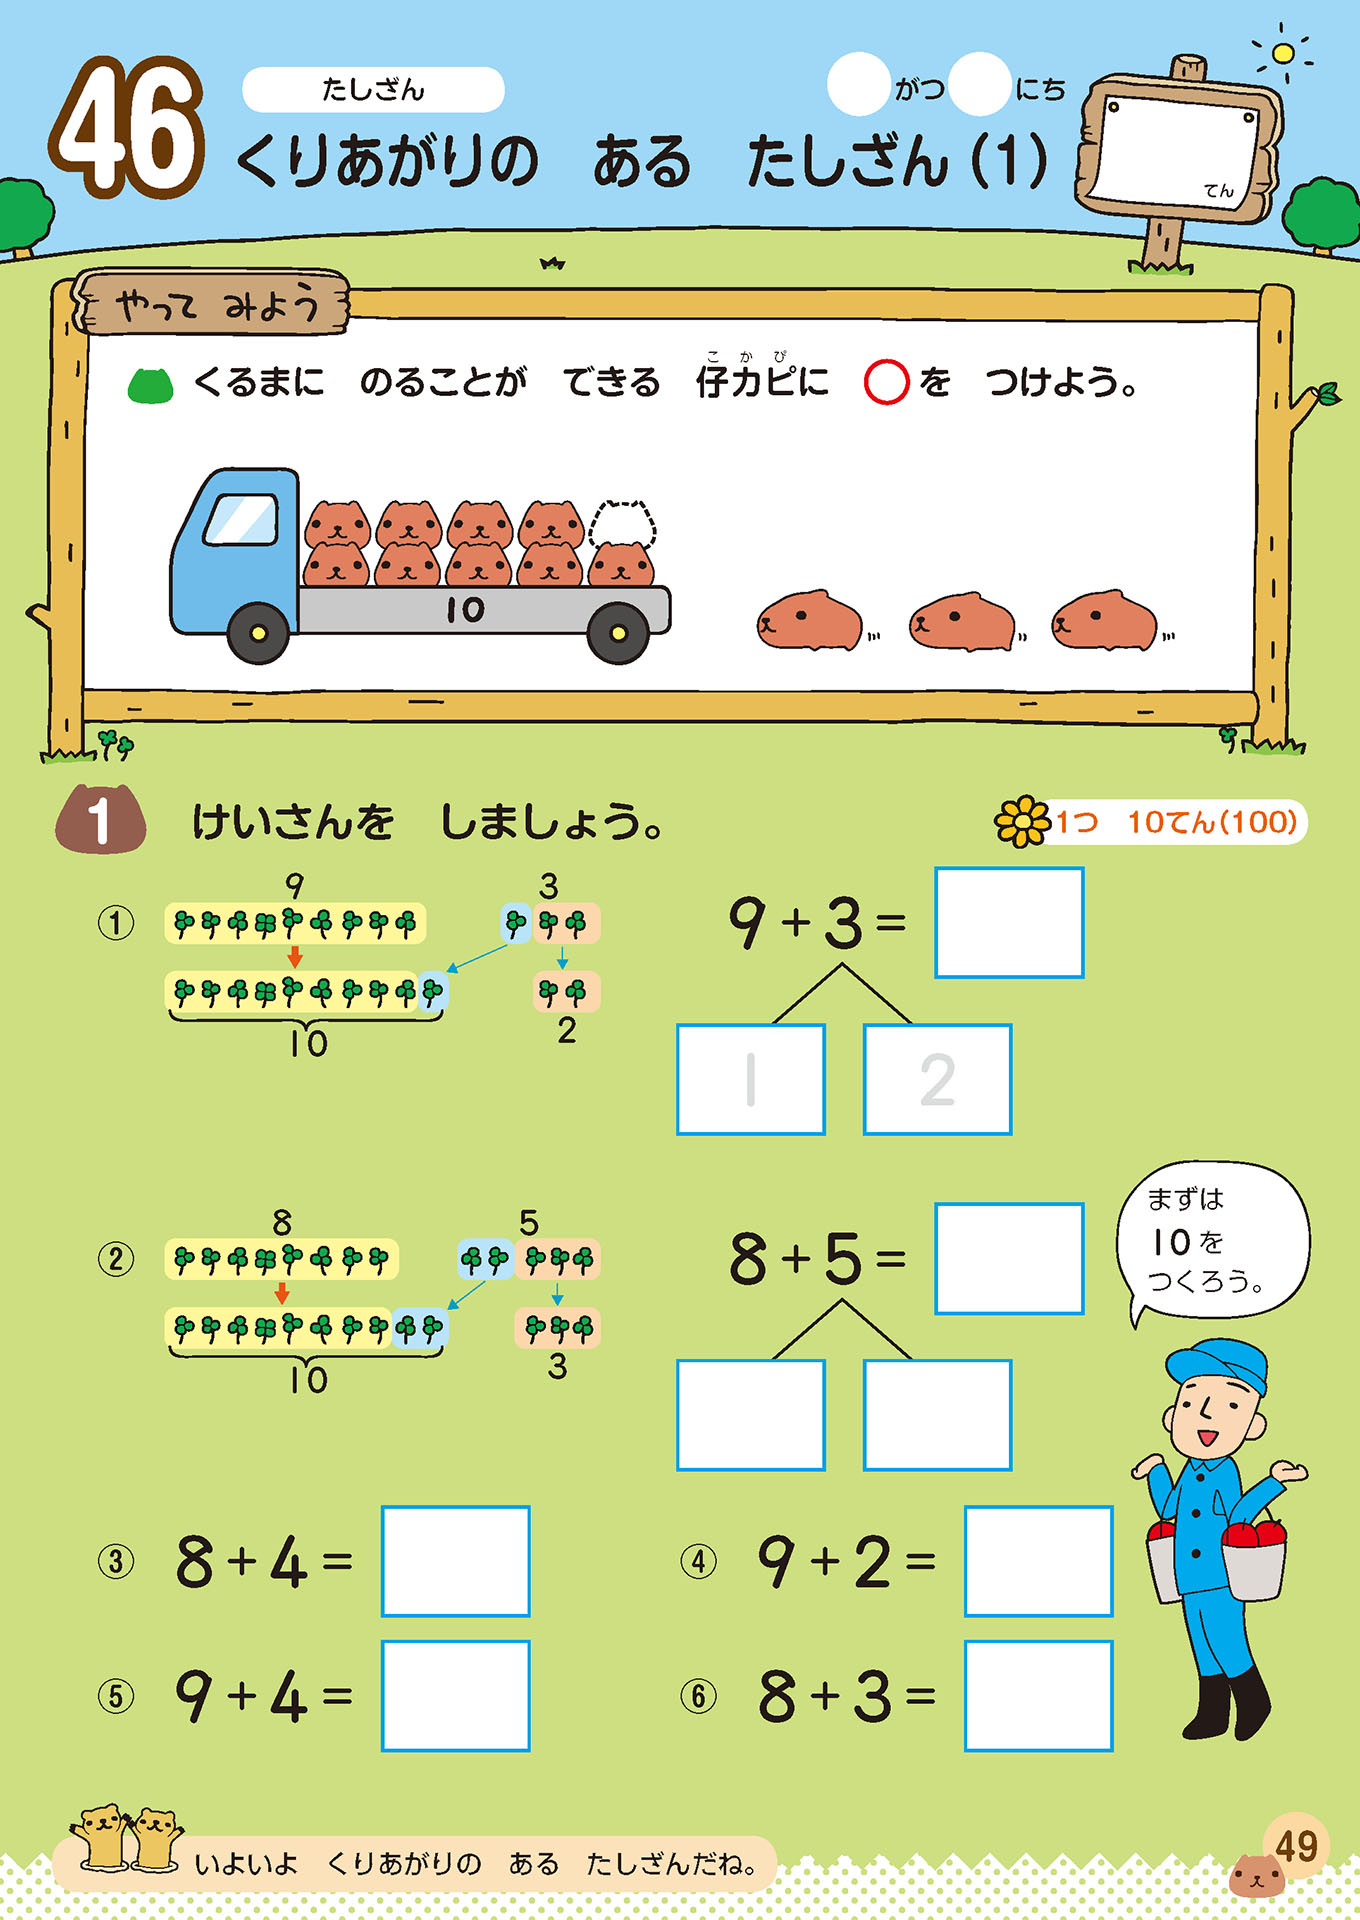 46
たしざん
がつ にち
くりあがりの ある たしざん(1)
てん
やって みよう
くるまに のることが できる 仔カピに ○を つけよう。
こ か ぴ
10
1 けいさんを しましょう。
1つ 10てん(100)
① 9 3
10 2
9+3=
1 2
② 8 5
10 3
8+5=
まずは
10を
つくろう。
③ 8+4=
④ 9+2=
⑤ 9+4=
⑥ 8+3=
いよいよ くりあがりの ある たしざんだね。
49